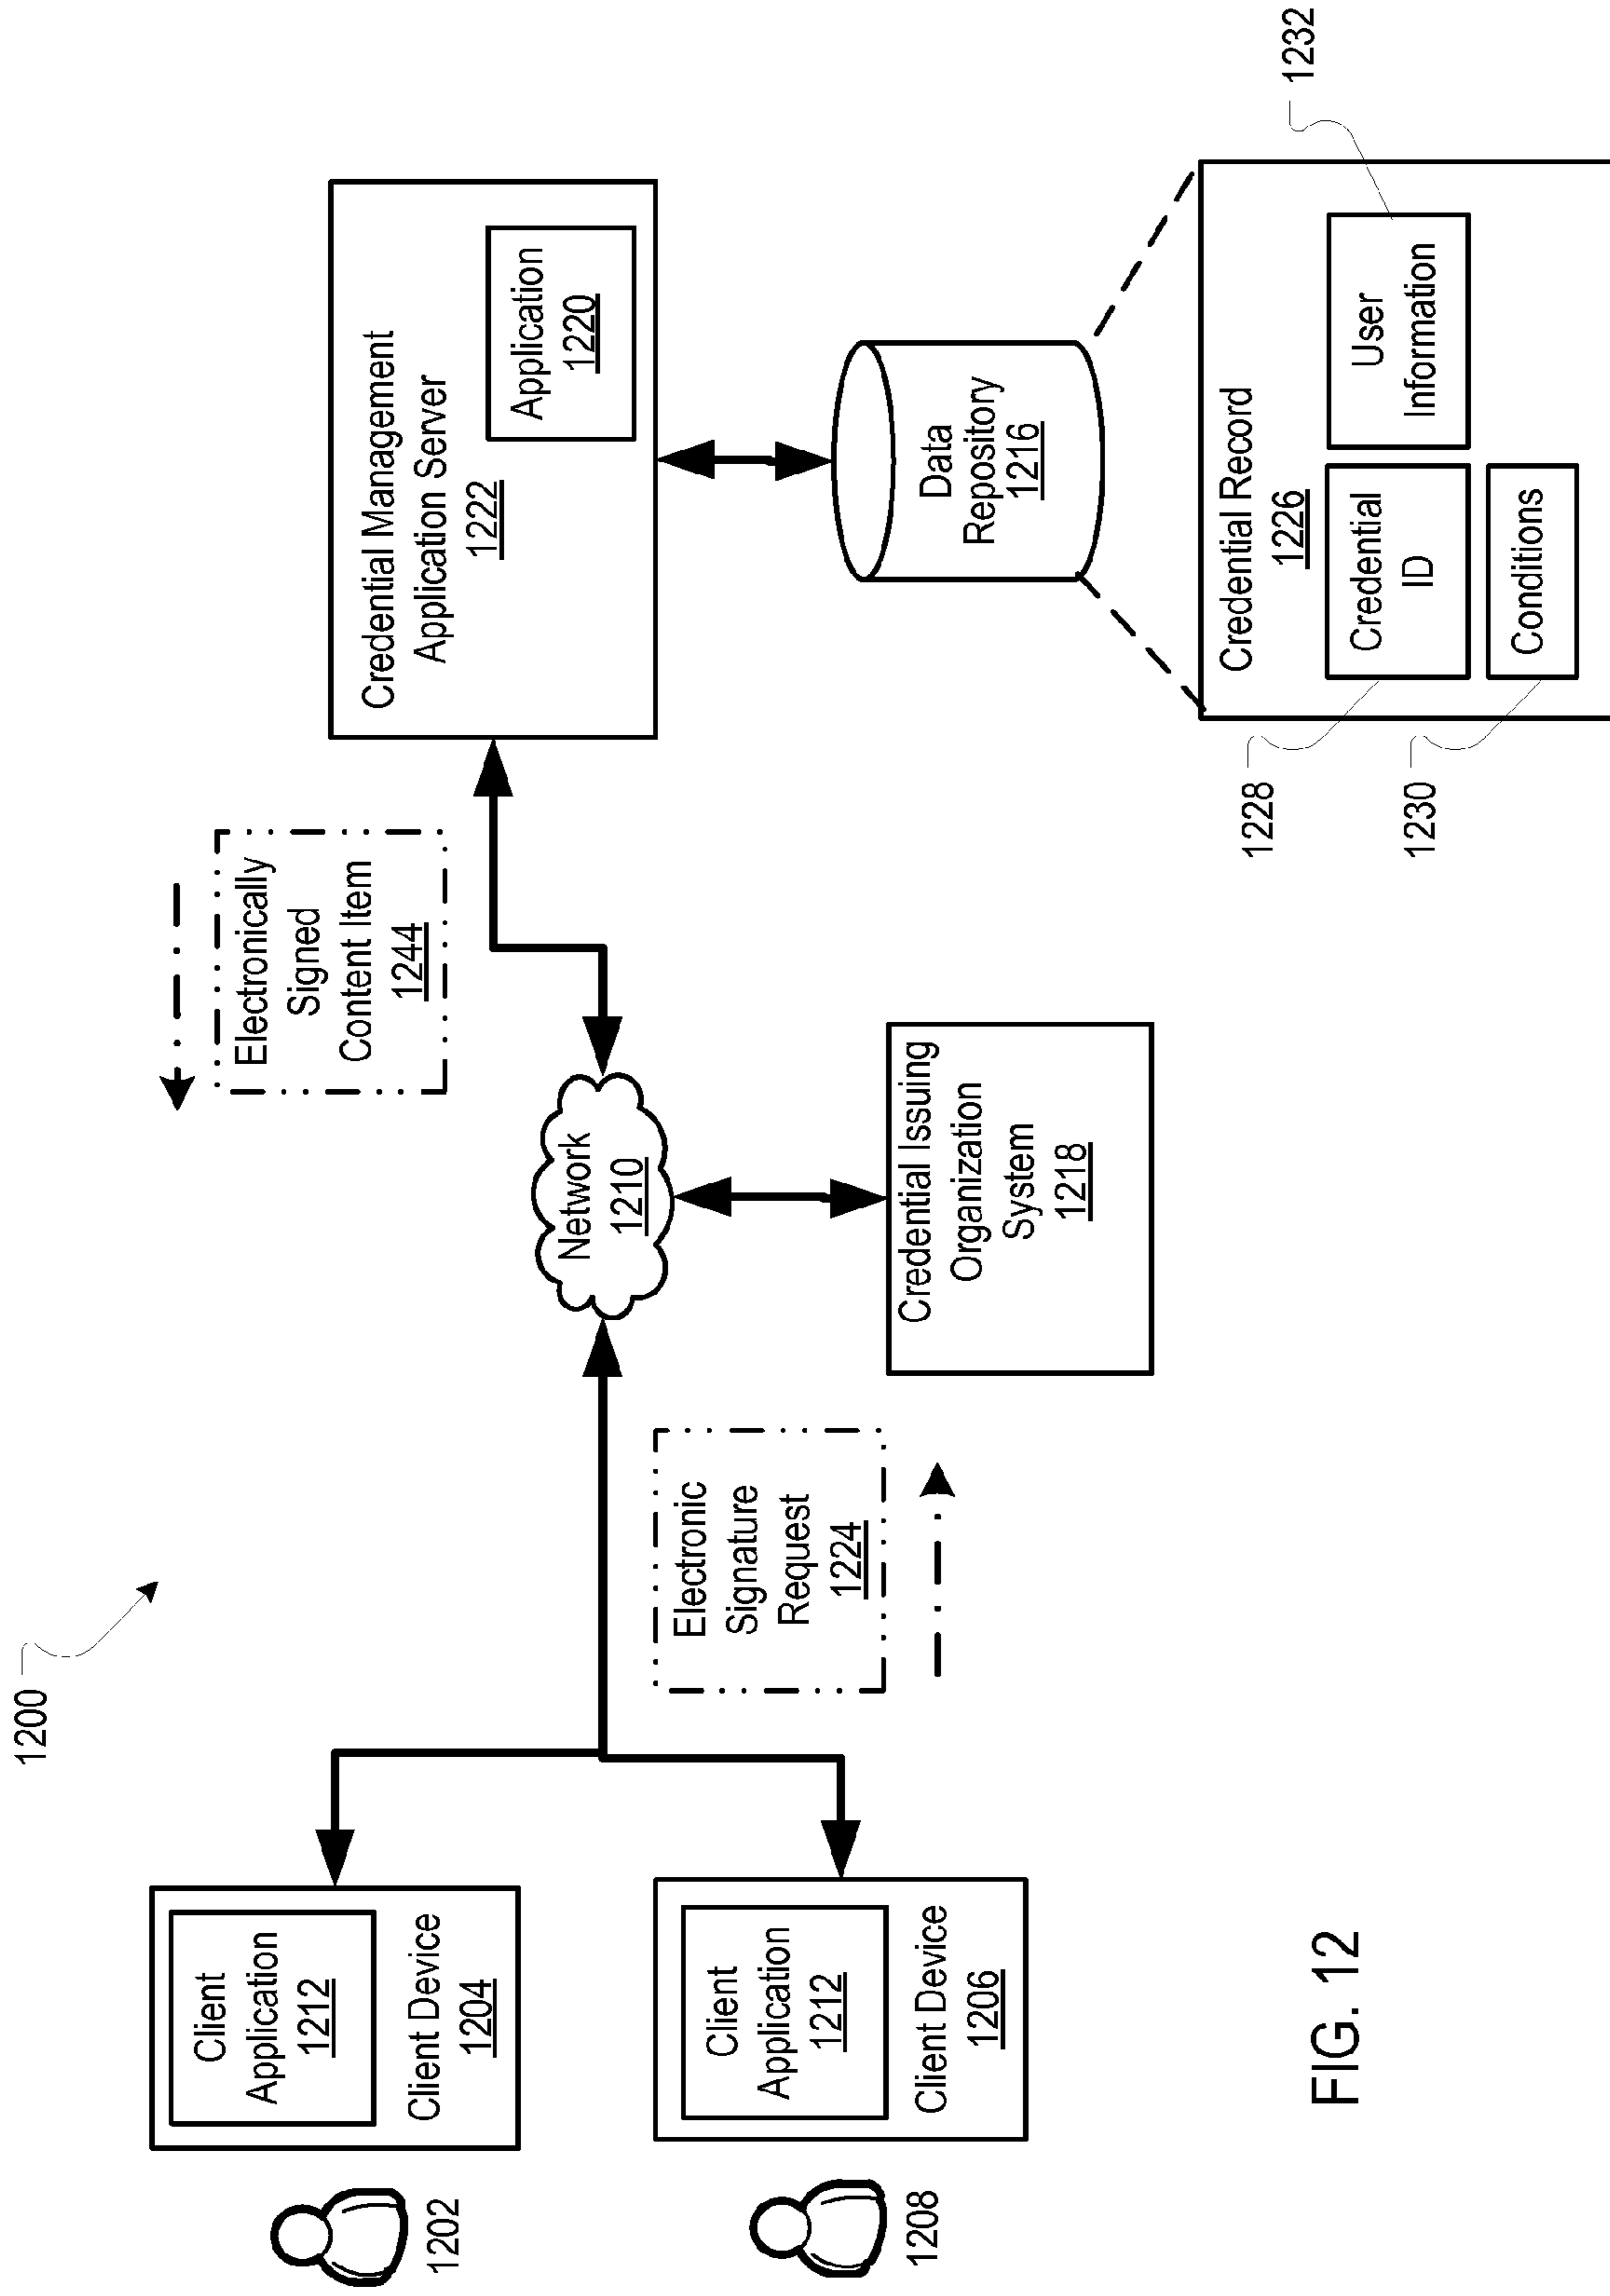 1200
Client
Application
1212
Client Device
1204
1202
Client
Application
1212
Client Device
1206
1208
Electronic
Signature
Request
1224
Network
1210
Credential Issuing
Organization
System
1218
Electronically
Signed
Content Item
1244
Credential Management
Application Server
1222
Application
1220
Data
Repository
1216
Credential Record
1226
Credential
ID
User
Information
Conditions
1228
1230
1232
FIG. 12